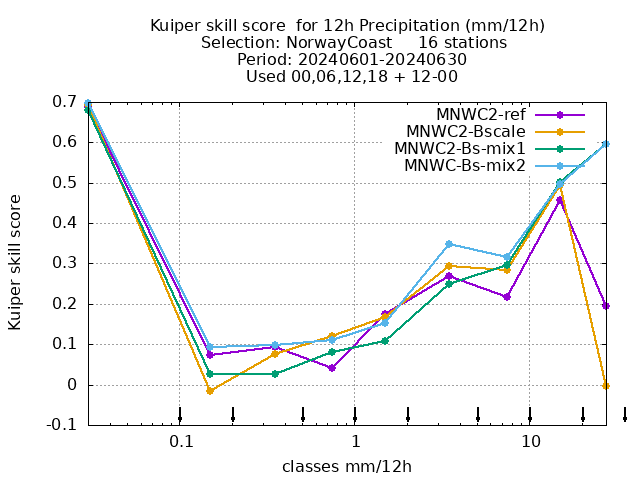 Kuiper skill score  for 12h Precipitation (mm/12h)
Selection: NorwayCoast     16 stations
Period: 20240601-20240630
Used 00,06,12,18 + 12-00
MNWC2-ref
MNWC2-Bscale
MNWC2-Bs-mix1
MNWC-Bs-mix2
Kuiper skill score
0.7
0.6
0.5
0.4
0.3
0.2
0.1
0
-0.1
0.1
1
10
classes mm/12h